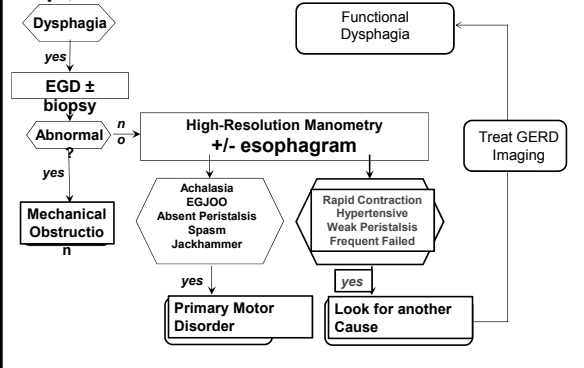 Dysphagia
yes
EGD ±
biopsy
Abnormal
?
n
o
yes
Mechanical
Obstructio
n
High-Resolution Manometry
+/- esophagram
Achalasia
EGJOO
Absent Peristalsis
Spasm
Jackhammer
yes
Primary Motor
Disorder
Rapid Contraction
Hypertensive
Weak Peristalsis
Frequent Failed
yes
Look for another
Cause
Treat GERD
Imaging
Functional
Dysphagia